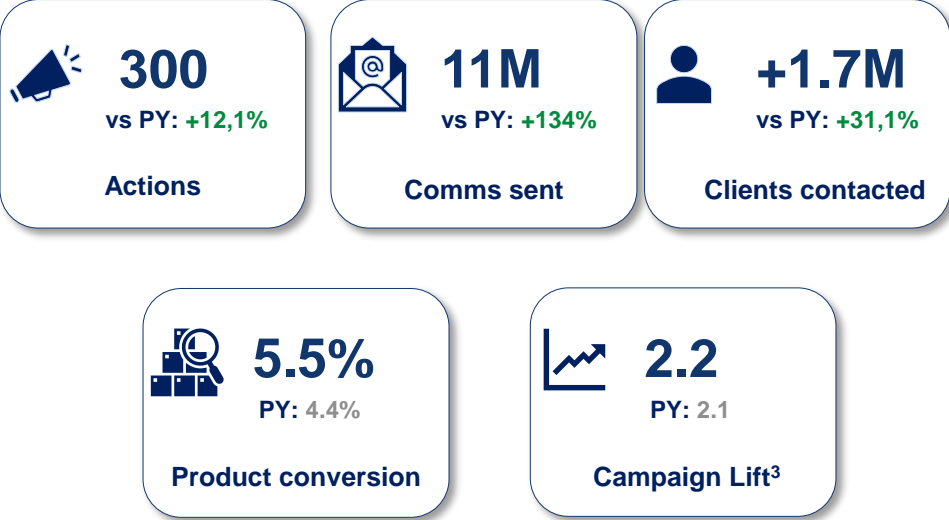 300
vs PY: +12,1%
Actions
@
11M
vs PY: +134%
Comms sent
+1.7M
vs PY: +31,1%
Clients contacted
5.5%
PY: 4.4%
Product conversion
2.2
PY: 2.1
Campaign Lift³